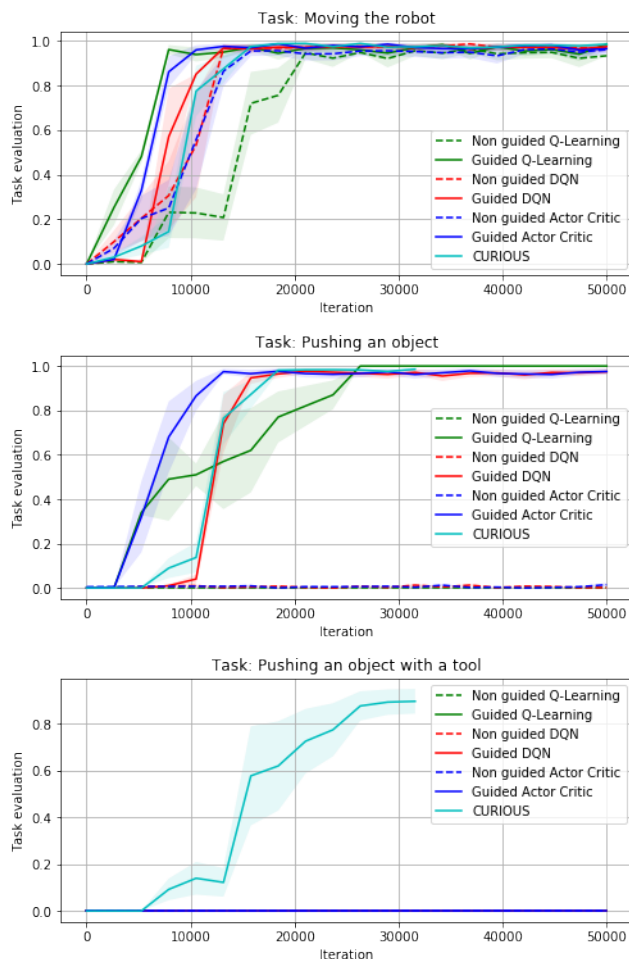 Task: Moving the robot
1.0
0.8
0.6
0.4
0.2
0.0
Task evaluation
Non guided Q-Learning
Guided Q-Learning
Non guided DQN
Guided DQN
Non guided Actor Critic
Guided Actor Critic
CURIOUS
0 10000 20000 30000 40000 50000
Iteration
Task: Pushing an object
1.0
0.8
0.6
0.4
0.2
0.0
Task evaluation
Non guided Q-Learning
Guided Q-Learning
Non guided DQN
Guided DQN
Non guided Actor Critic
Guided Actor Critic
CURIOUS
0 10000 20000 30000 40000 50000
Iteration
Task: Pushing an object with a tool
0.8
0.6
0.4
0.2
0.0
Task evaluation
Non guided Q-Learning
Guided Q-Learning
Non guided DQN
Guided DQN
Non guided Actor Critic
Guided Actor Critic
CURIOUS
0 10000 20000 30000 40000 50000
Iteration